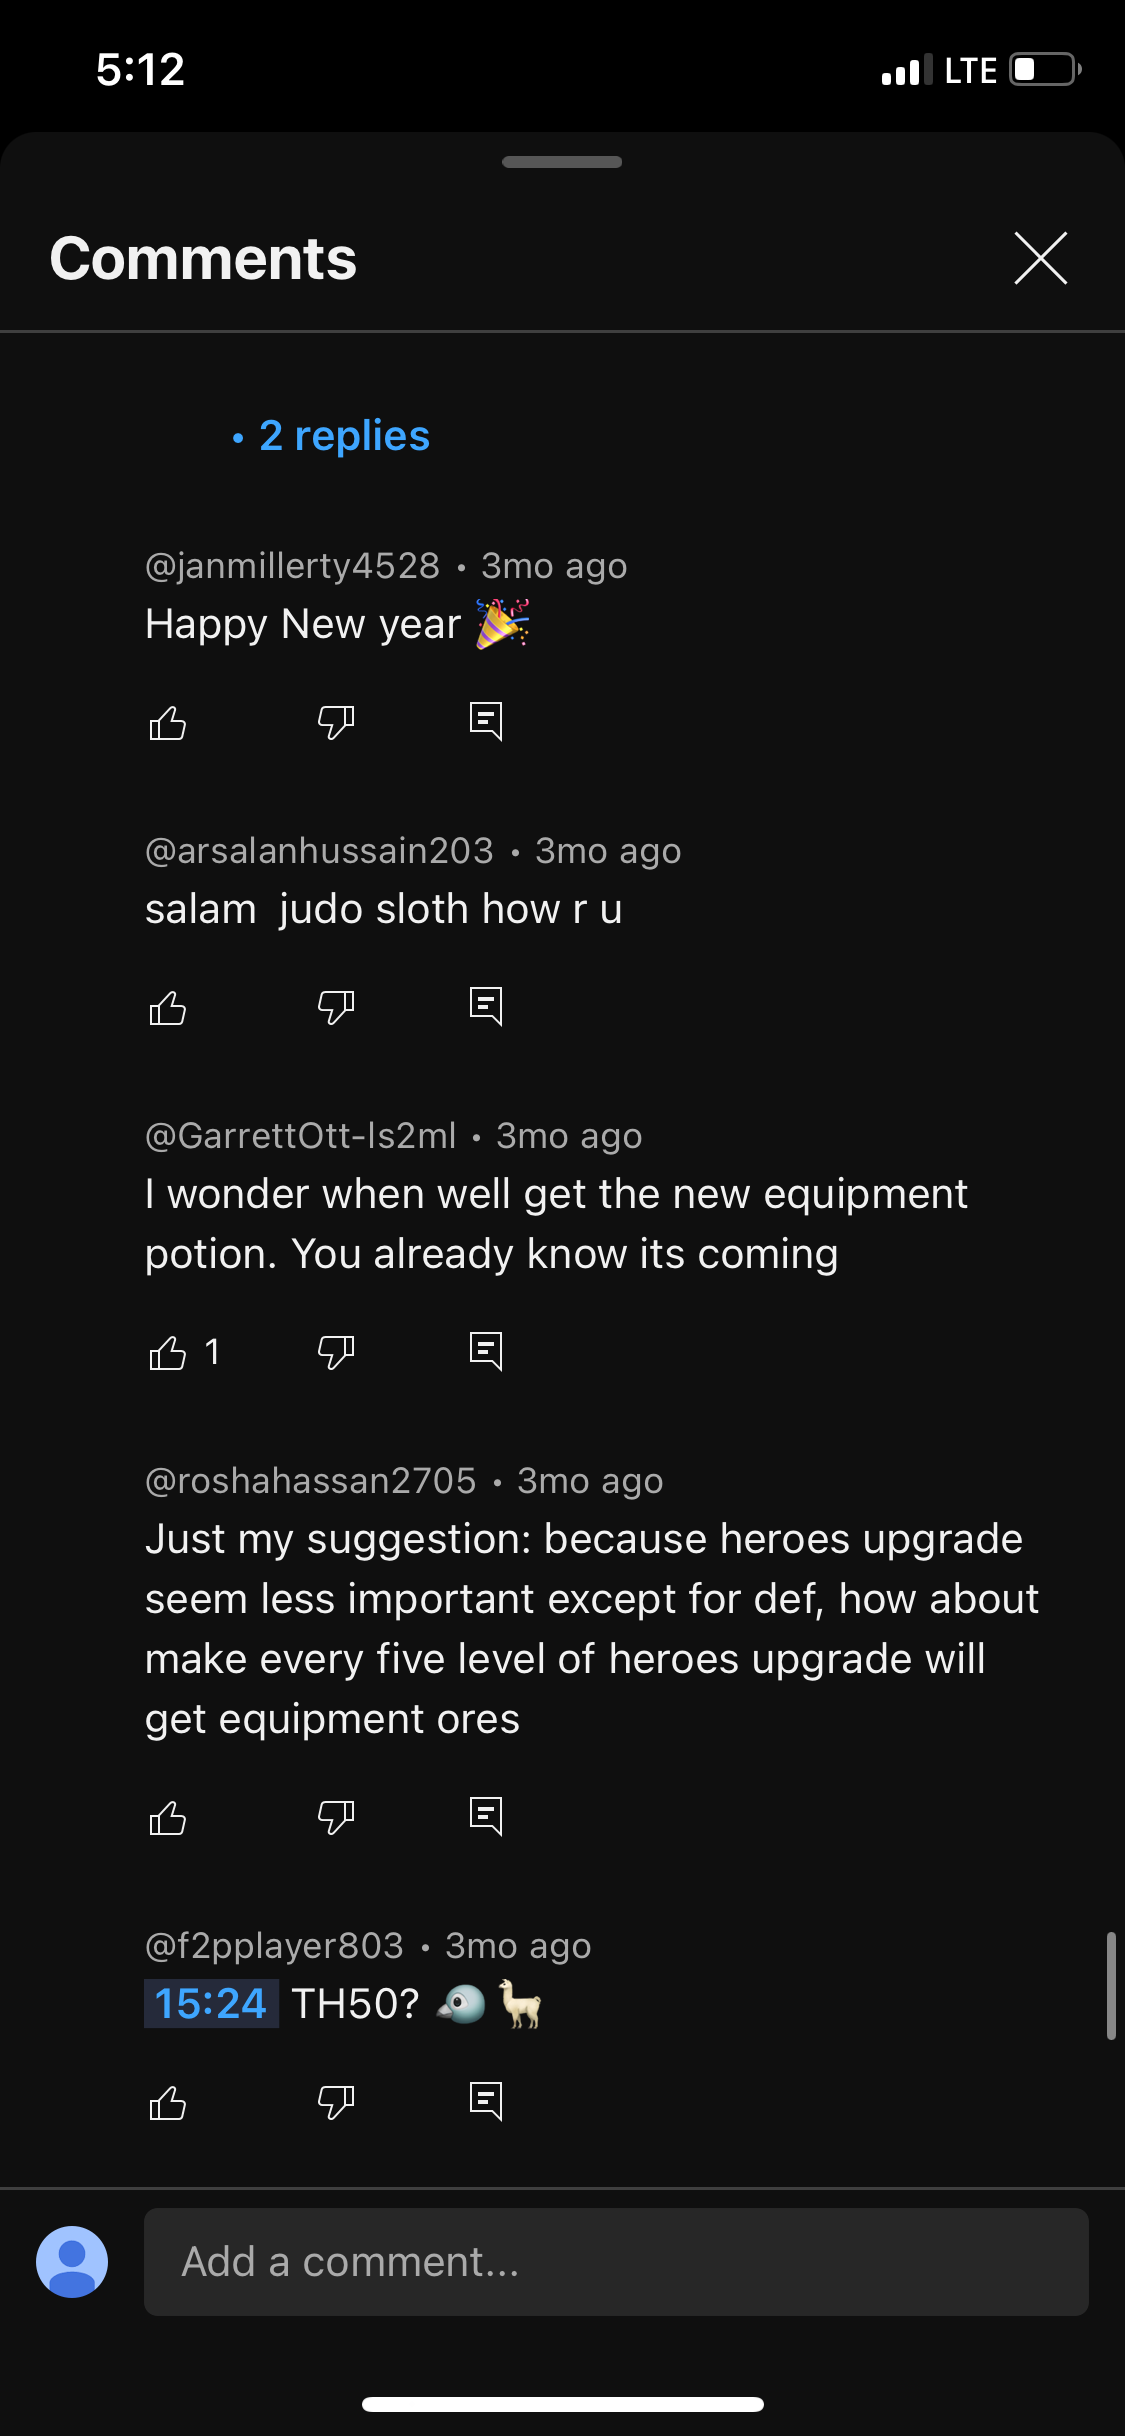 5:12
LTE
Comments
• 2 replies
@janmillerty4528 • 3mo ago
Happy New year 🎉
@arsalanhussain203 • 3mo ago
salam  judo sloth how r u
@GarrettOtt-ls2ml • 3mo ago
I wonder when well get the new equipment
potion. You already know its coming
1
@roshahassan2705 • 3mo ago
Just my suggestion: because heroes upgrade
seem less important except for def, how about
make every five level of heroes upgrade will
get equipment ores
@f2pplayer803 • 3mo ago
15:24 TH50? 🐦🦙
Add a comment...